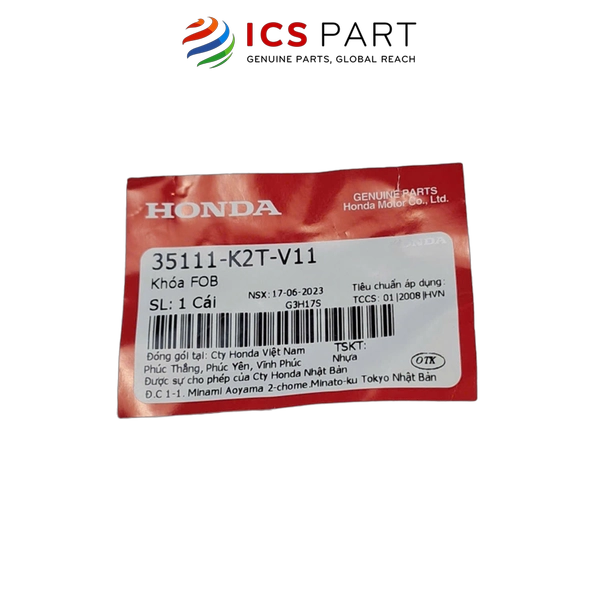 ICS PART
GENUINE PARTS, GLOBAL REACH
HONDA
GENUINE PARTS
Honda Motor Co., Ltd.
35111-K2T-V11
Khóa FOB
SL: 1 Cái
NSX: 17-06-2023
G3H17S
Tiêu chuẩn áp dụng:
TCCS: 01|2008|HVN
Đóng gói tại: Cty Honda Việt Nam
Phúc Thắng, Phúc Yên, Vĩnh Phúc
TSKT:
Nhựa
Được sự cho phép của Cty Honda Nhật Bản
Đ.C 1-1. Minami Aoyama 2-chome.Minato-ku Tokyo Nhật Bản
OTK